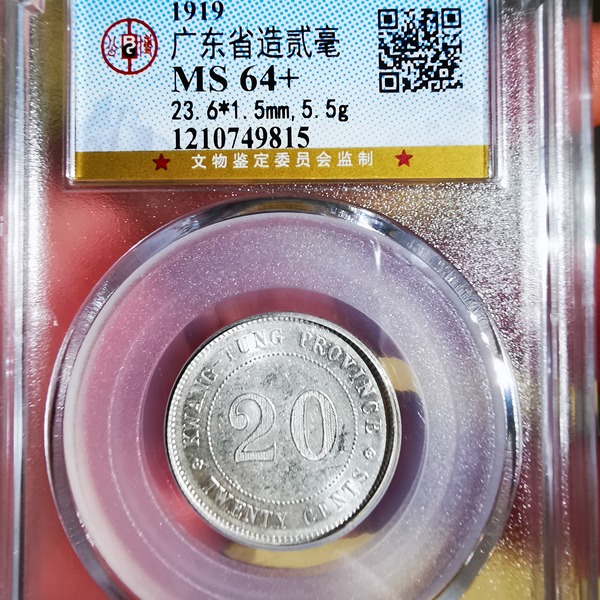 1919
广东省造贰毫
MS 64+
23.6*1.5mm,5.5g
1210749815
★ 文物鉴定委员会监制 ★
KWANG TUNG PROVINCE
20
TWENTY CENTS